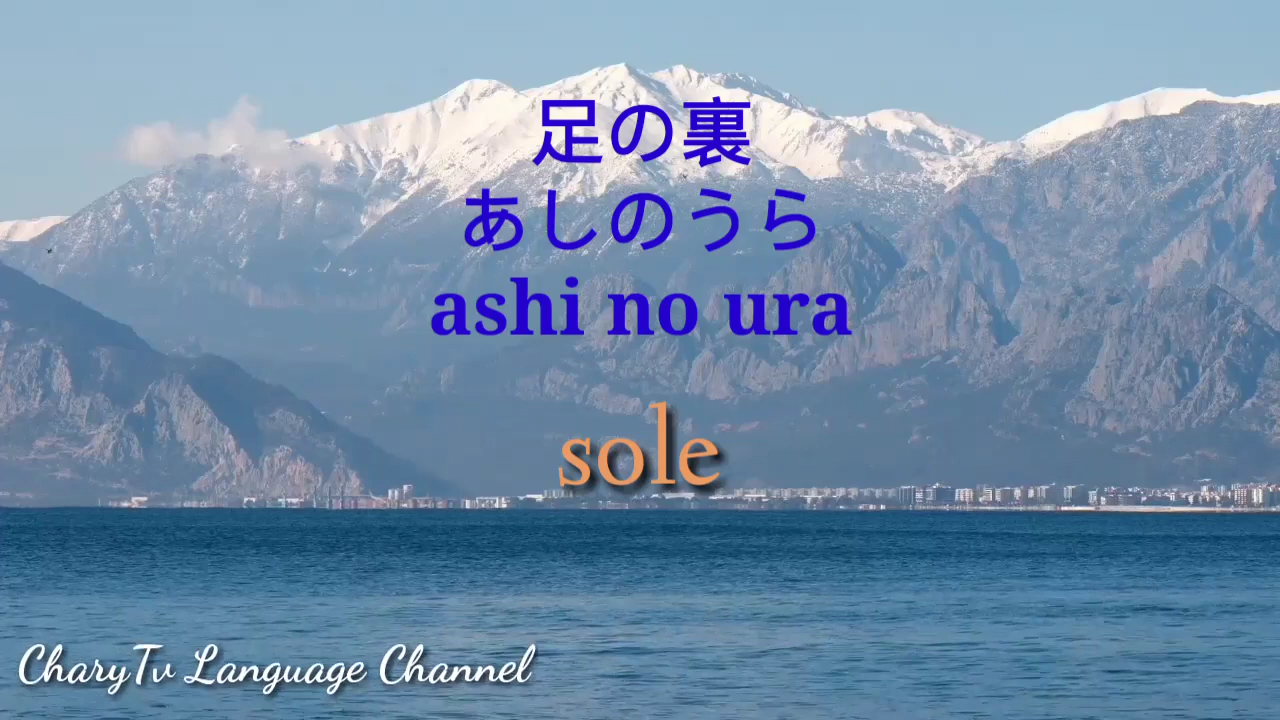 足の裏
あしのうら
ashi no ura
sole
CharyTv Language Channel